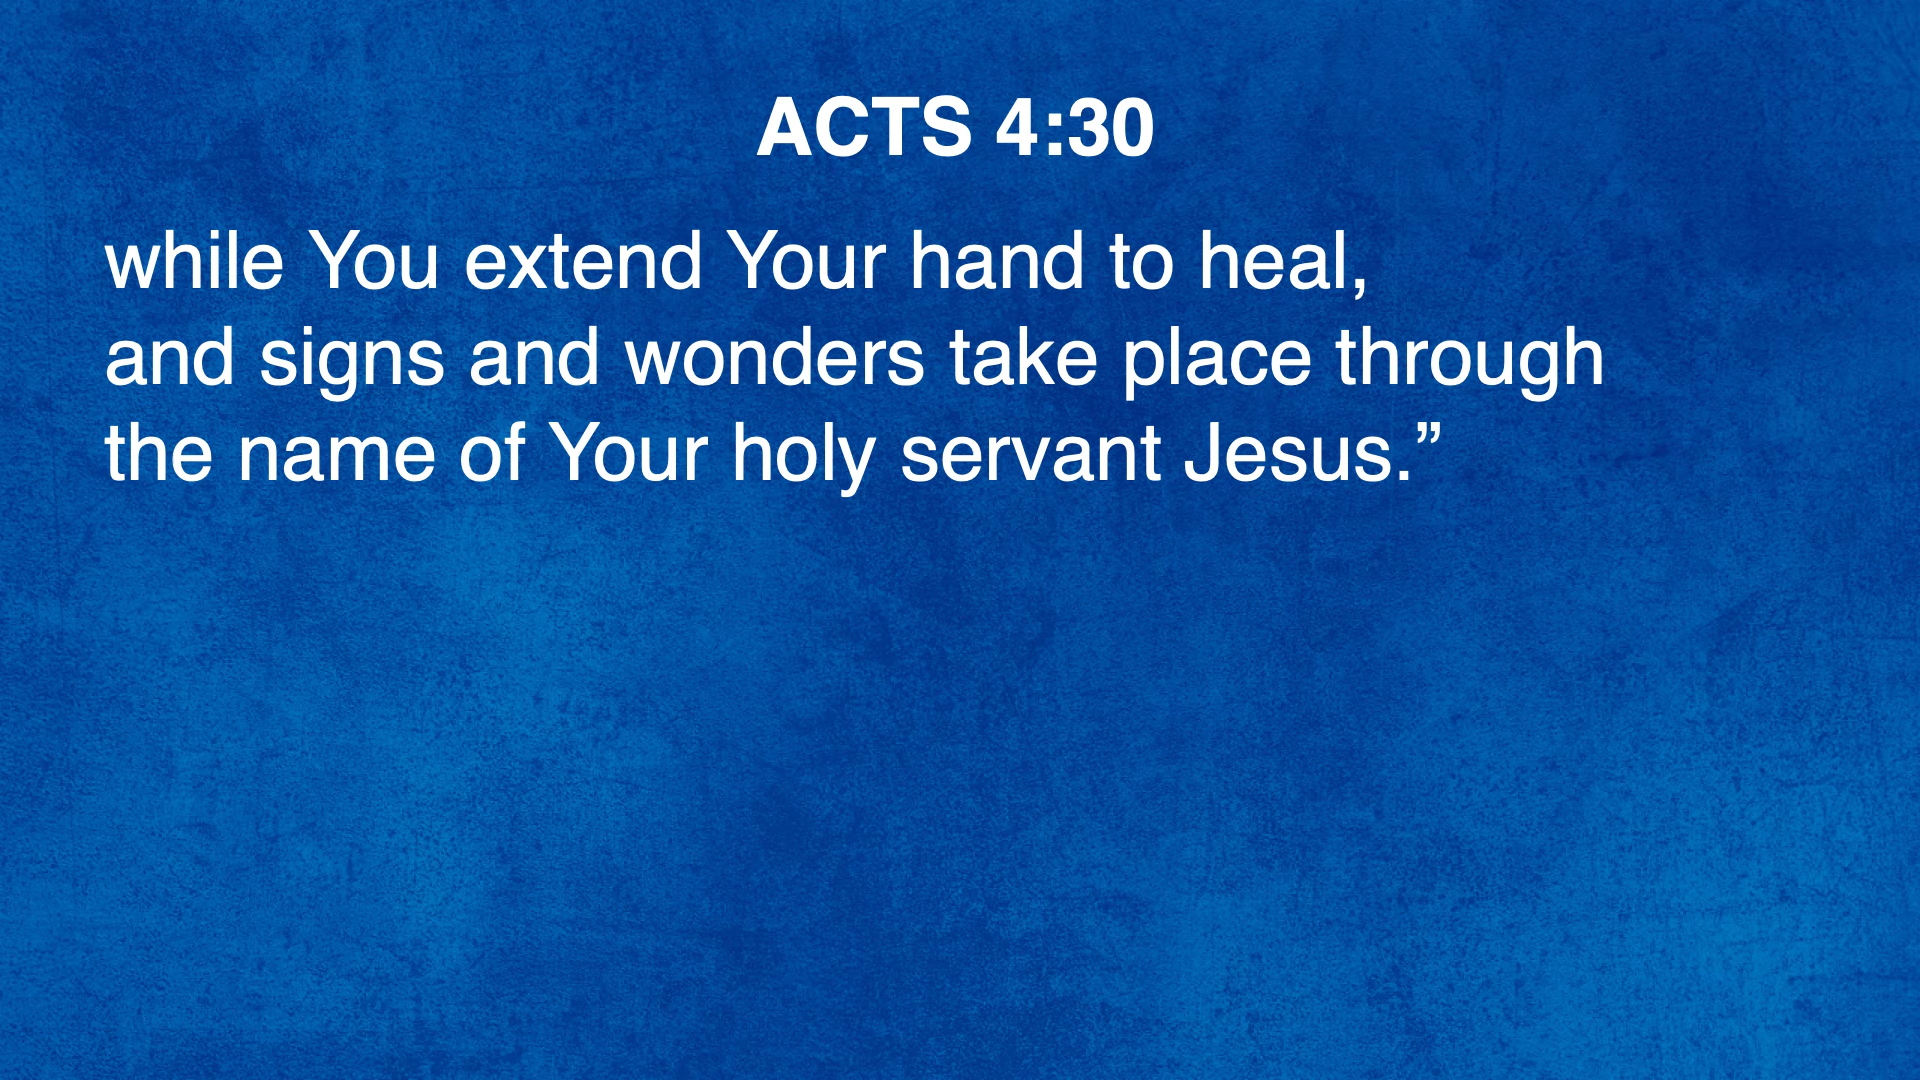 ACTS 4:30
while You extend Your hand to heal,
and signs and wonders take place through
the name of Your holy servant Jesus.”